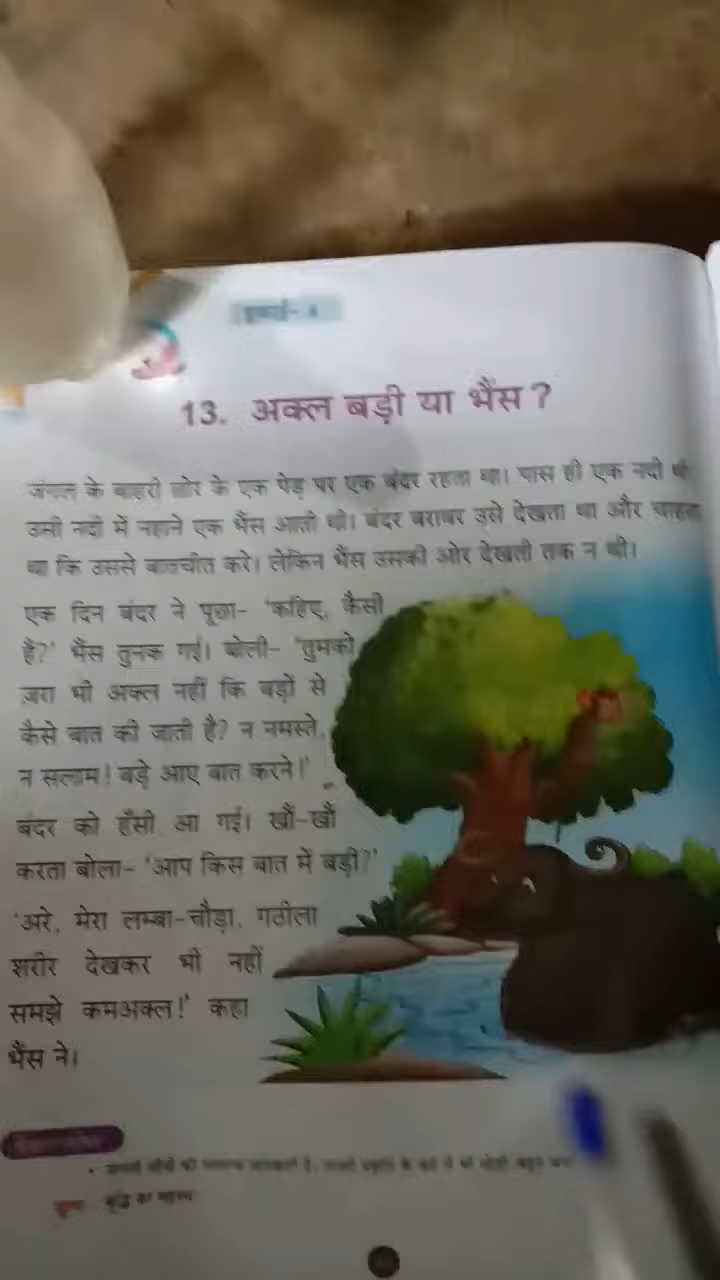 इकाई- 4
13. अक्ल बड़ी या भैंस ?
जंगल के बाहरी छोर के एक पेड़ पर एक बंदर रहता था। पास ही एक नदी थी
उसी नदी में नहाने एक भैंस आती थी। बंदर बराबर उसे देखता था और चाहता
था कि उससे बातचीत करे। लेकिन भैंस उसकी ओर देखती तक न थी।
एक दिन बंदर ने पूछा- 'कहिए, कैसी
हैं?' भैंस तुनक गई। बोली- 'तुमको
ज़रा भी अक्ल नहीं कि बड़ों से
कैसे बात की जाती है? न नमस्ते,
न सलाम! बड़े आए बात करने!'
बंदर को हँसी आ गई। खौं-खौं
करता बोला- 'आप किस बात में बड़ी?'
'अरे, मेरा लम्बा-चौड़ा, गठीला
शरीर देखकर भी नहीं
समझे कमअक्ल!' कहा
भैंस ने।
बुद्धि का महत्त्व